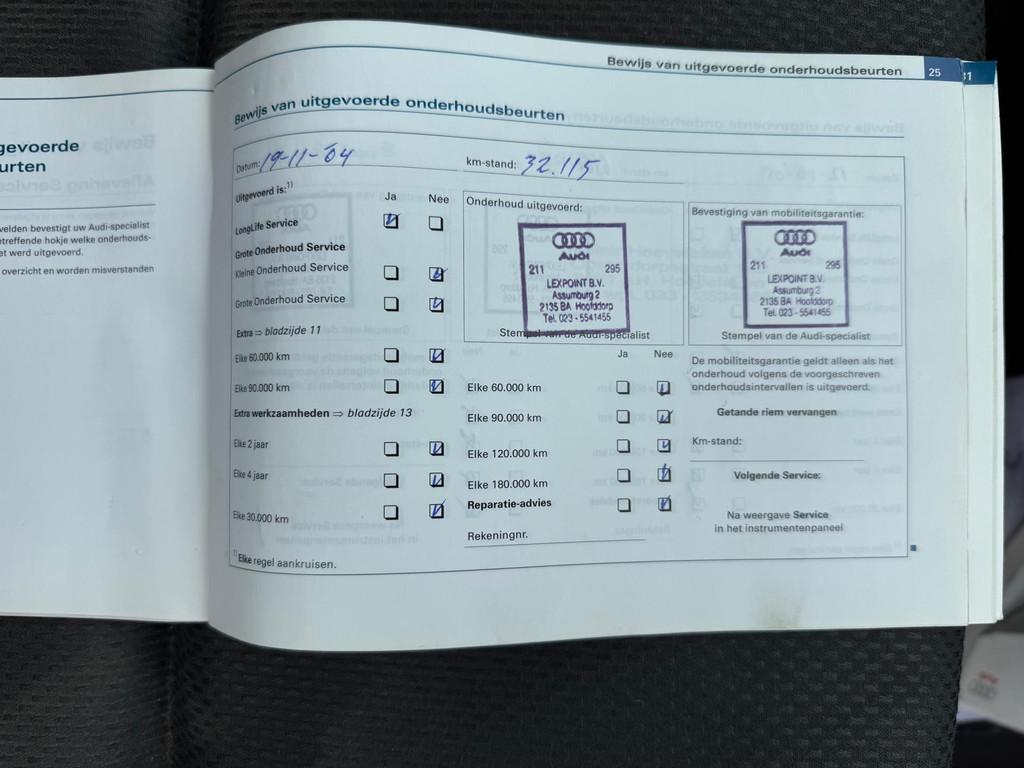 gevoerde
urten
velden bevestigt uw Audi-specialist
treffende hokje welke onderhouds-
et werd uitgevoerd.
overzicht en worden misverstanden
Bewijs van uitgevoerde onderhoudsbeurten 25
31
Bewijs van uitgevoerde onderhoudsbeurten
Datum: 19-11-04 km-stand: 32.115
Uitgevoerd is:1)
Ja Nee
LongLife Service
Grote Onderhoud Service
Kleine Onderhoud Service
Grote Onderhoud Service
Extra ⇒ bladzijde 11
Elke 60.000 km
Elke 90.000 km
Extra werkzaamheden ⇒ bladzijde 13
Elke 2 jaar
Elke 4 jaar
Elke 30.000 km
1) Elke regel aankruisen.
Onderhoud uitgevoerd:
Audi
211 295
LEXPOINT B.V.
Assumburg 2
2135 BA Hoofddorp
Tel. 023 - 5541455
Stempel van de Audi-specialist
Ja Nee
Elke 60.000 km
Elke 90.000 km
Elke 120.000 km
Elke 180.000 km
Reparatie-advies
Rekeningnr.
Bevestiging van mobiliteitsgarantie:
Audi
211 295
LEXPOINT B.V.
Assumburg 2
2135 BA Hoofddorp
Tel. 023 - 5541455
Stempel van de Audi-specialist
De mobiliteitsgarantie geldt alleen als het
onderhoud volgens de voorgeschreven
onderhoudsintervallen is uitgevoerd.
Getande riem vervangen
Km-stand:
Volgende Service:
Na weergave Service
in het instrumentenpaneel